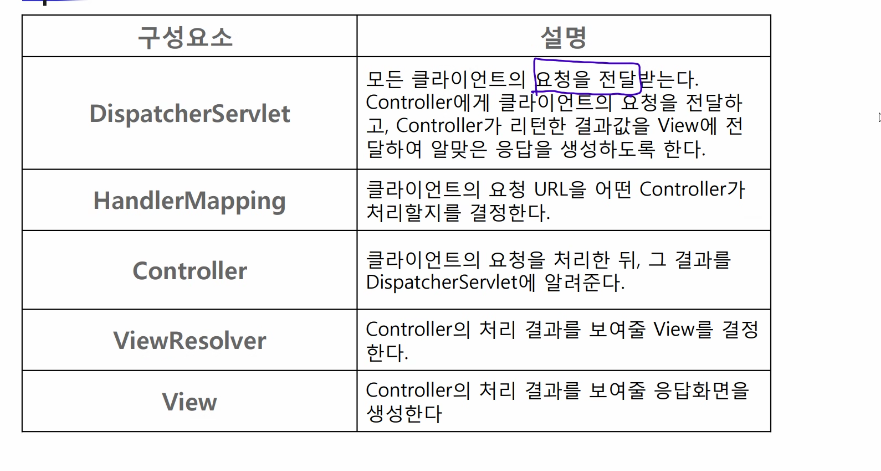 구성요소
설명
DispatcherServlet
모든 클라이언트의 요청을 전달받는다.
Controller에게 클라이언트의 요청을 전달하
고, Controller가 리턴한 결과값을 View에 전
달하여 알맞은 응답을 생성하도록 한다.
HandlerMapping
클라이언트의 요청 URL을 어떤 Controller가
처리할지를 결정한다.
Controller
클라이언트의 요청을 처리한 뒤, 그 결과를
DispatcherServlet에 알려준다.
ViewResolver
Controller의 처리 결과를 보여줄 View를 결정
한다.
View
Controller의 처리 결과를 보여줄 응답화면을
생성한다